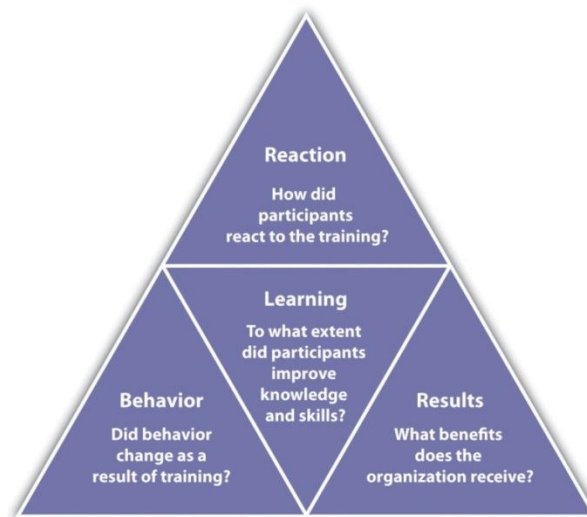 Reaction
How did
participants
react to the training?
Learning
To what extent
did participants
improve
knowledge
and skills?
Behavior
Did behavior
change as a
result of training?
Results
What benefits
does the
organization receive?